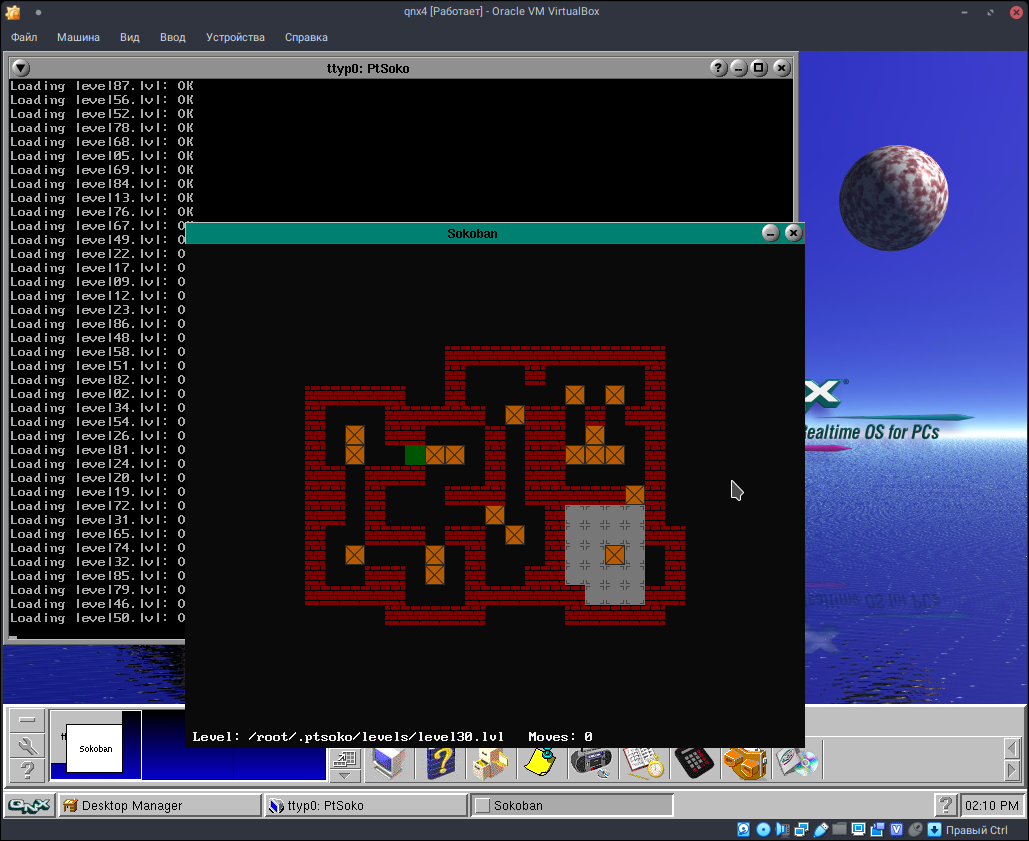 qnx4 [Работает] - Oracle VM VirtualBox
Файл Машина Вид Ввод Устройства Справка
ttyp0: PtSoko
Loading level87.lvl: OK
Loading level56.lvl: OK
Loading level52.lvl: OK
Loading level78.lvl: OK
Loading level68.lvl: OK
Loading level05.lvl: OK
Loading level69.lvl: OK
Loading level84.lvl: OK
Loading level13.lvl: OK
Loading level76.lvl: OK
Loading level67.lvl: OK
Loading level49.lvl: O
Loading level22.lvl: O
Loading level17.lvl: O
Loading level09.lvl: O
Loading level12.lvl: O
Loading level23.lvl: O
Loading level86.lvl: O
Loading level48.lvl: O
Loading level58.lvl: O
Loading level51.lvl: O
Loading level82.lvl: O
Loading level02.lvl: O
Loading level34.lvl: O
Loading level54.lvl: O
Loading level26.lvl: O
Loading level81.lvl: O
Loading level24.lvl: O
Loading level20.lvl: O
Loading level19.lvl: O
Loading level72.lvl: O
Loading level31.lvl: O
Loading level65.lvl: O
Loading level74.lvl: O
Loading level32.lvl: O
Loading level85.lvl: O
Loading level79.lvl: O
Loading level46.lvl: O
Loading level50.lvl: O
Sokoban
X®
Realtime OS for PCs
Level: /root/.ptsoko/levels/level30.lvl Moves: 0
Sokoban
QNX
Desktop Manager
ttyp0: PtSoko
Sokoban
02:10 PM
Правый Ctrl